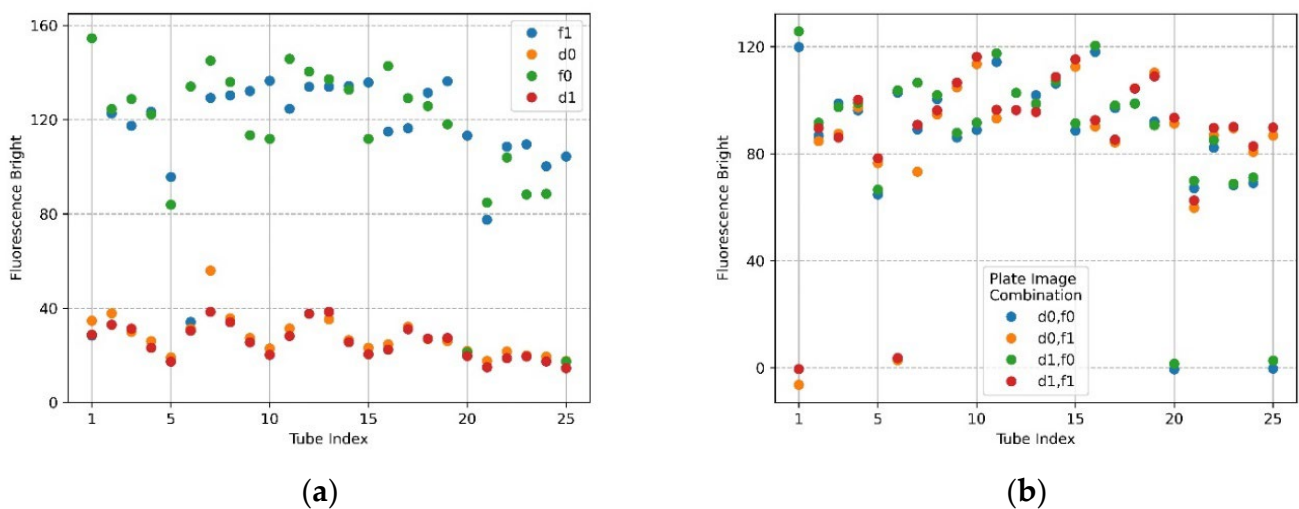 160
120
80
40
0
Fluorescence Bright
f1
d0
f0
d1
1 5 10 15 20 25
Tube Index
(a)
120
80
40
0
Fluorescence Bright
Plate Image
Combination
d0,f0
d0,f1
d1,f0
d1,f1
1 5 10 15 20 25
Tube Index
(b)